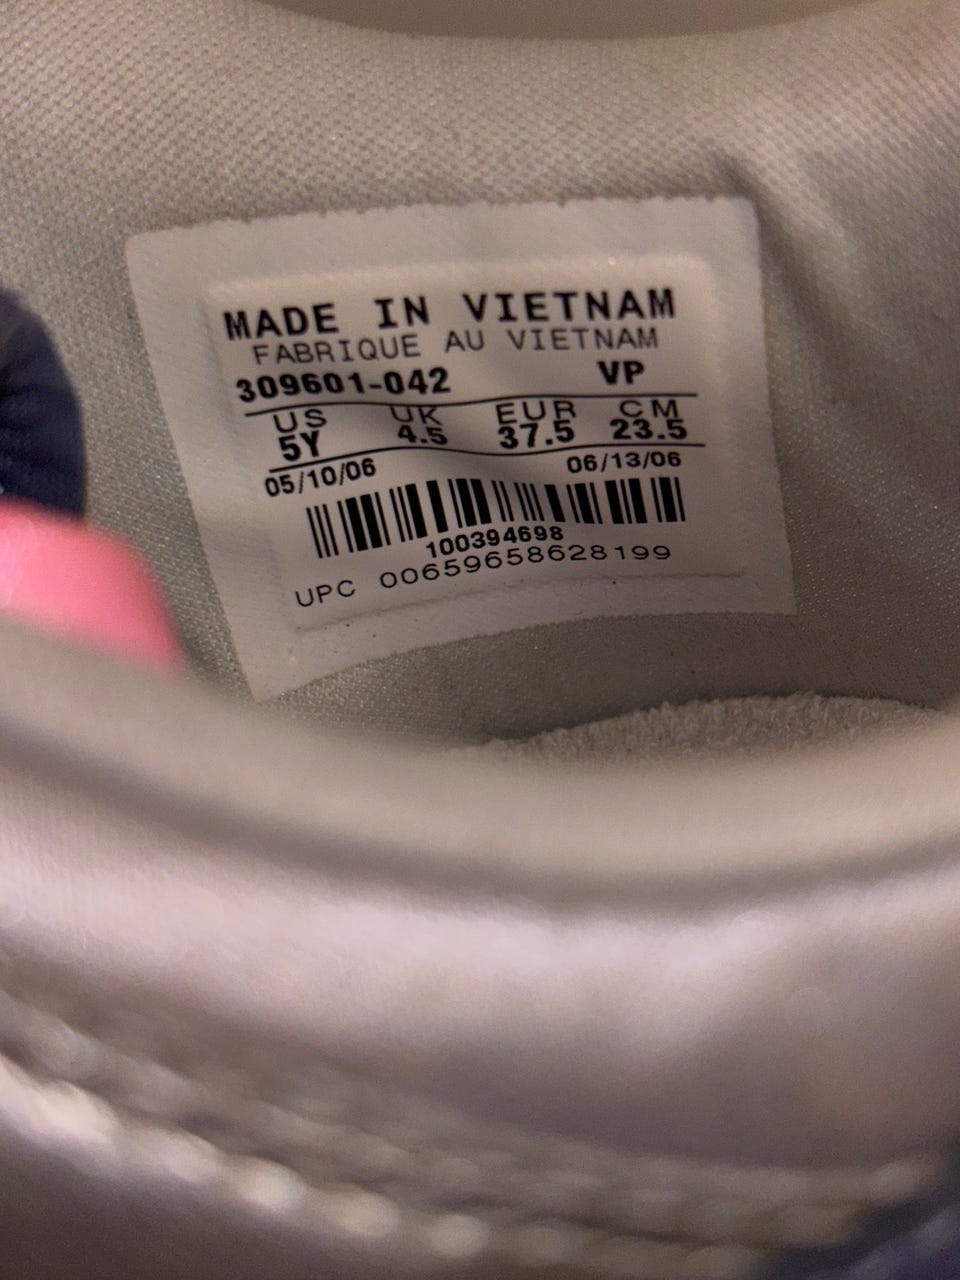 MADE IN VIETNAM
FABRIQUE AU VIETNAM
309601-042 VP
US UK EUR CM
5Y 4.5 37.5 23.5
05/10/06 06/13/06
100394698
UPC 00659658628199